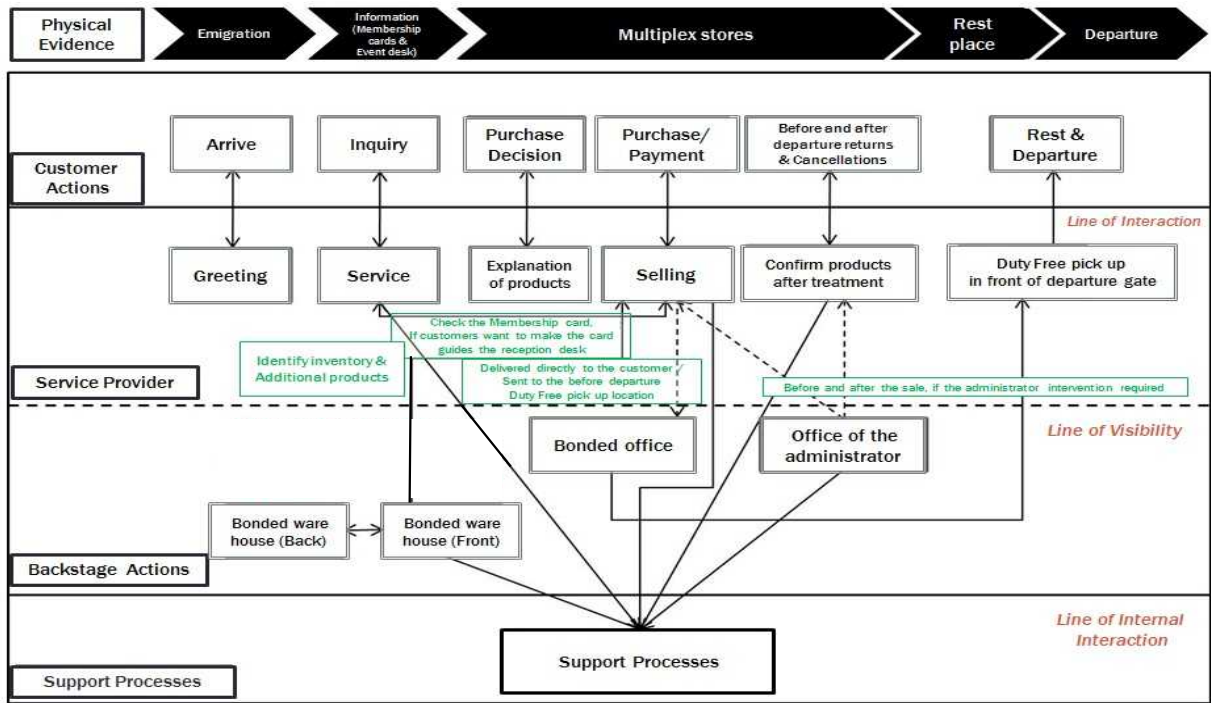 Physical
Evidence
Emigration
Information
(Membership
cards &
Event desk)
Multiplex stores
Rest
place
Departure
Customer
Actions
Arrive
Inquiry
Purchase
Decision
Purchase/
Payment
Before and after
departure returns
& Cancellations
Rest &
Departure
Line of Interaction
Greeting
Service
Explanation
of products
Selling
Confirm products
after treatment
Duty Free pick up
in front of departure gate
Check the Membership card,
If customers want to make the card
guides the reception desk
Identify inventory &
Additional products
Delivered directly to the customer /
Sent to the before departure
Duty Free pick up location
Before and after the sale, if the administrator intervention required
Service Provider
Line of Visibility
Bonded office
Office of the
administrator
Bonded ware
house (Back)
Bonded ware
house (Front)
Backstage Actions
Line of Internal
Interaction
Support Processes
Support Processes